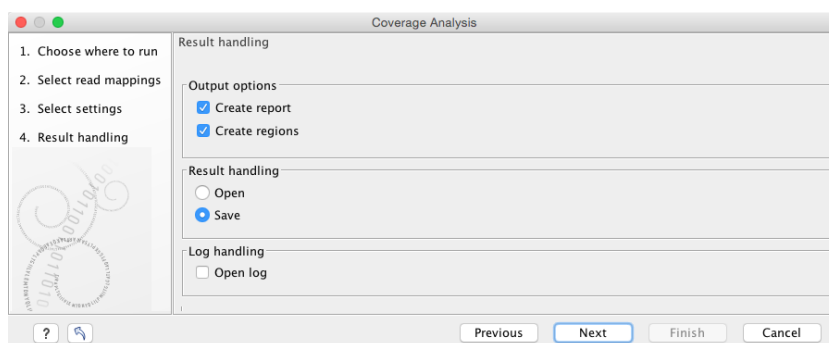 Coverage Analysis
1. Choose where to run
2. Select read mappings
3. Select settings
4. Result handling
Result handling
Output options
Create report
Create regions
Result handling
Open
Save
Log handling
Open log
?
Previous
Next
Finish
Cancel